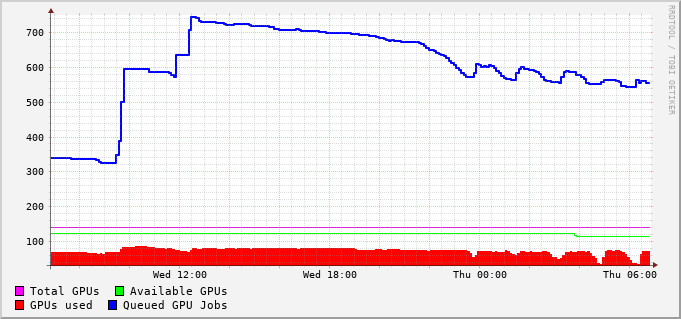 700
600
500
400
300
200
100
Wed 12:00 Wed 18:00 Thu 00:00 Thu 06:00
Total GPUs Available GPUs
GPUs used Queued GPU Jobs
RRDTOOL / TOBI OETIKER